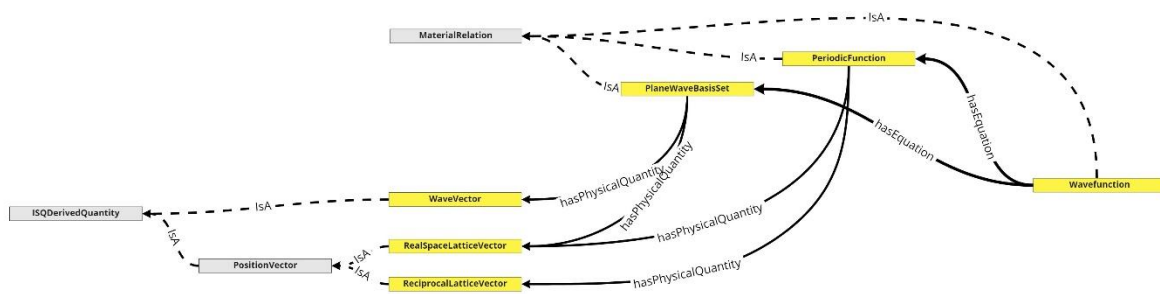 IsA
MaterialRelation
IsA
PeriodicFunction
IsA
PlaneWaveBasisSet
hasEquation
hasEquation
hasPhysicalQuantity
hasPhysicalQuantity
Wavefunction
WaveVector
IsA
ISQDerivedQuantity
IsA
hasPhysicalQuantity
RealSpaceLatticeVector
IsA
PositionVector
IsA
hasPhysicalQuantity
ReciprocalLatticeVector